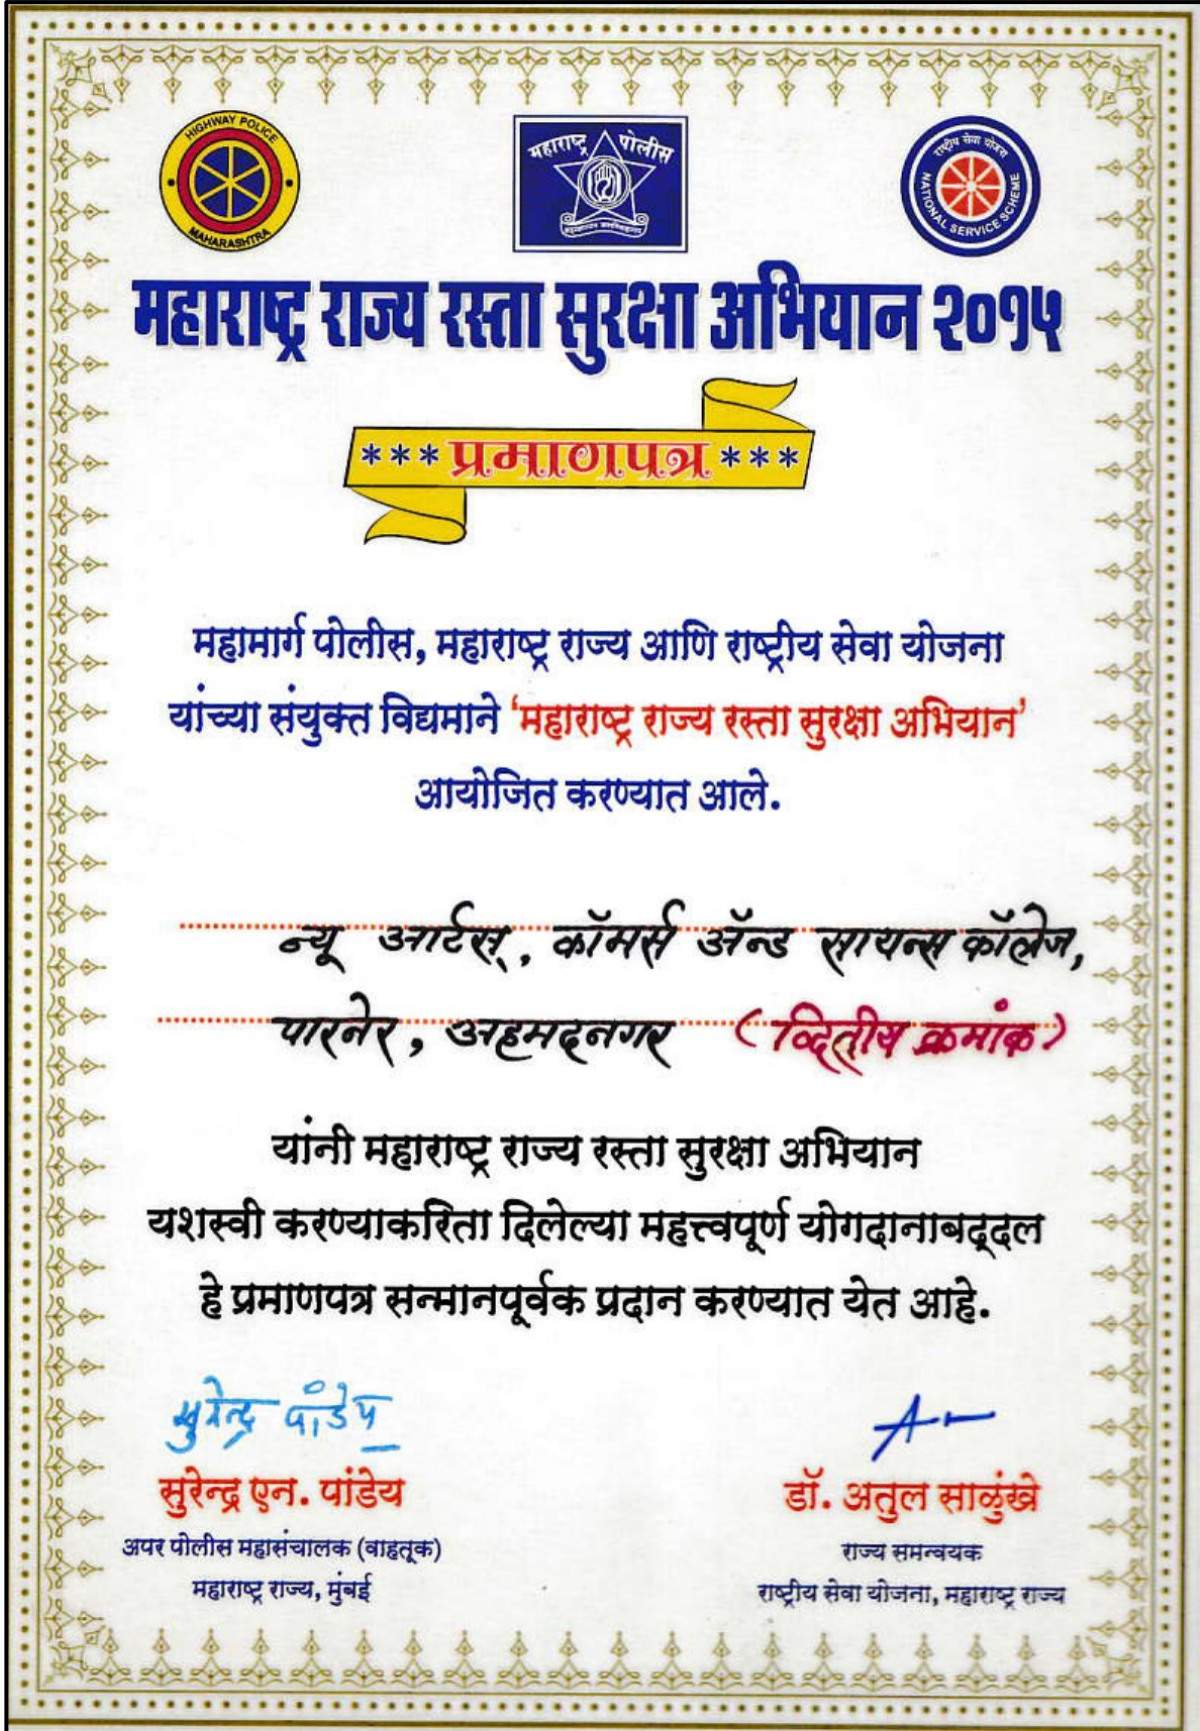 HIGHWAY POLICE
MAHARASHTRA
महाराष्ट्र पोलीस
राष्ट्रीय सेवा योजना
NATIONAL SERVICE SCHEME
महाराष्ट्र राज्य रस्ता सुरक्षा अभियान २०१५
*** प्रमाणपत्र ***
महामार्ग पोलीस, महाराष्ट्र राज्य आणि राष्ट्रीय सेवा योजना
यांच्या संयुक्त विद्यमाने 'महाराष्ट्र राज्य रस्ता सुरक्षा अभियान'
आयोजित करण्यात आले.
न्यू आर्टस्, कॉमर्स ॲन्ड सायन्स कॉलेज,
पारनेर, अहमदनगर (व्दितीय क्रमांक)
यांनी महाराष्ट्र राज्य रस्ता सुरक्षा अभियान
यशस्वी करण्याकरिता दिलेल्या महत्त्वपूर्ण योगदानाबद्दल
हे प्रमाणपत्र सन्मानपूर्वक प्रदान करण्यात येत आहे.
सुरेन्द्र पांडेय
सुरेन्द्र एन. पांडेय
अपर पोलीस महासंचालक (वाहतूक)
महाराष्ट्र राज्य, मुंबई
डॉ. अतुल साळुंखे
राज्य समन्वयक
राष्ट्रीय सेवा योजना, महाराष्ट्र राज्य